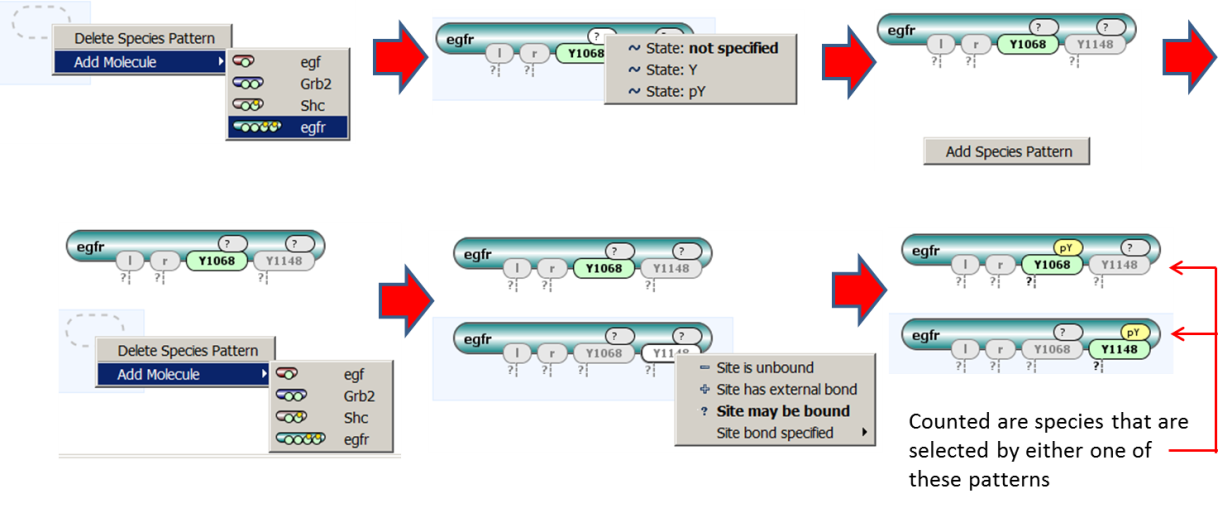 Delete Species Pattern
Add Molecule
egf
Grb2
Shc
egfr
egfr
?
l
r
Y1068
?
?
~ State: not specified
~ State: Y
~ State: pY
egfr
?
?
l
r
Y1068
Y1148
?
?
?
Add Species Pattern
egfr
?
?
l
r
Y1068
Y1148
?
?
?
Delete Species Pattern
Add Molecule
egf
Grb2
Shc
egfr
egfr
?
?
l
r
Y1068
Y1148
?
?
?
egfr
?
?
l
r
Y1068
Y1148
?
?
?
Site is unbound
Site has external bond
? Site may be bound
Site bond specified
egfr
pY
?
l
r
Y1068
Y1148
?
?
?
?
egfr
?
pY
l
r
Y1068
Y1148
?
?
?
?
Counted are species that are
selected by either one of
these patterns